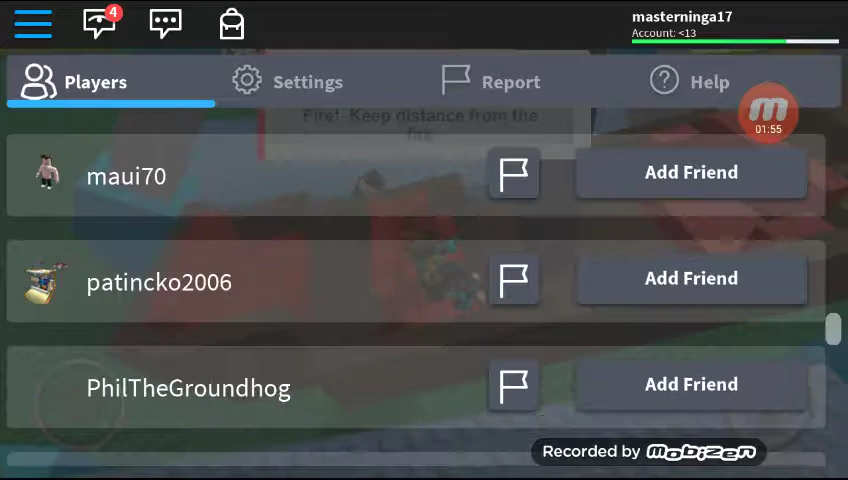 4
masterninga17
Account: <13
Players
Settings
Report
Help
01:55
Fire! Keep distance from the
fire
maui70
Add Friend
patincko2006
Add Friend
PhilTheGroundhog
Add Friend
Recorded by mobizen